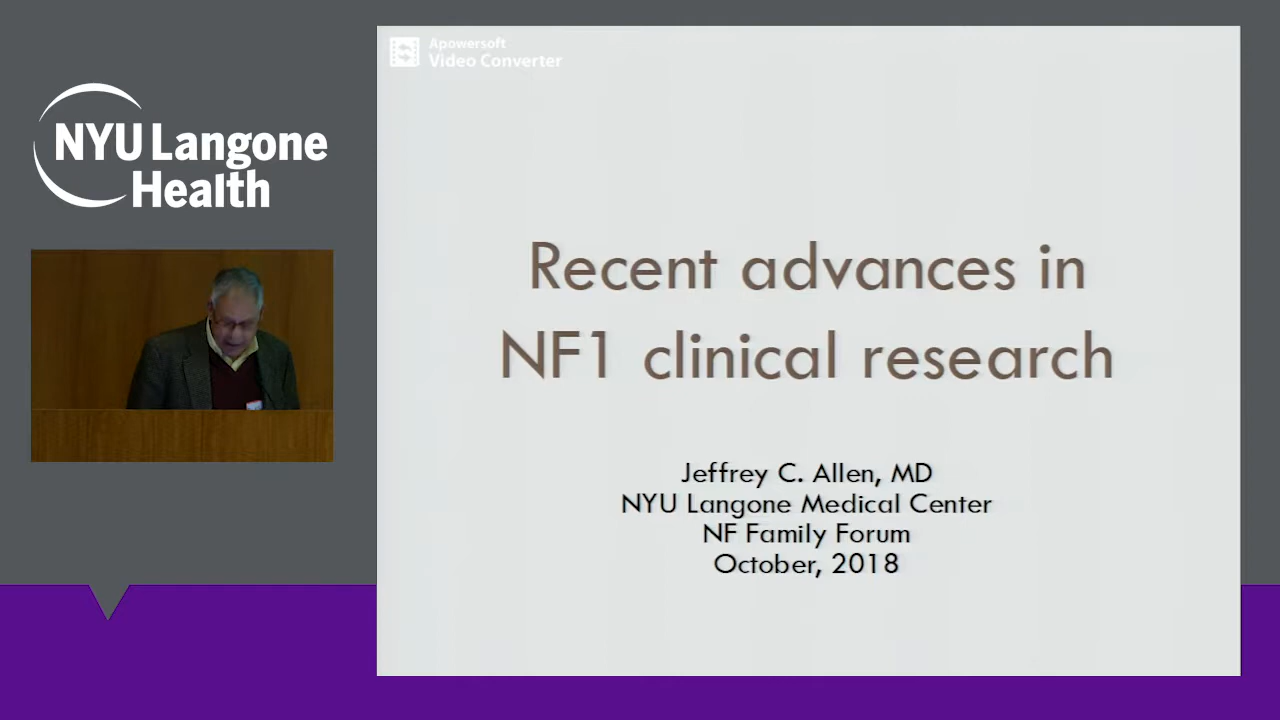 NYU Langone
Health
Apowersoft
Video Converter
Recent advances in
NF1 clinical research
Jeffrey C. Allen, MD
NYU Langone Medical Center
NF Family Forum
October, 2018